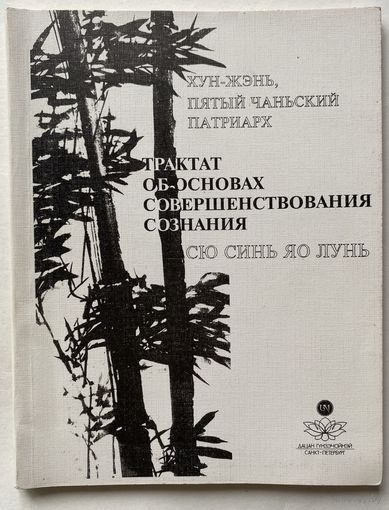 ХУН-ЖЭНЬ,
ПЯТЫЙ ЧАНЬСКИЙ
ПАТРИАРХ
ТРАКТАТ
ОБ ОСНОВАХ
СОВЕРШЕНСТВОВАНИЯ
СОЗНАНИЯ
СЮ СИНЬ ЯО ЛУНЬ
ДАЦАН ГУНЗЭЧОЙНЭЙ
САНКТ-ПЕТЕРБУРГ